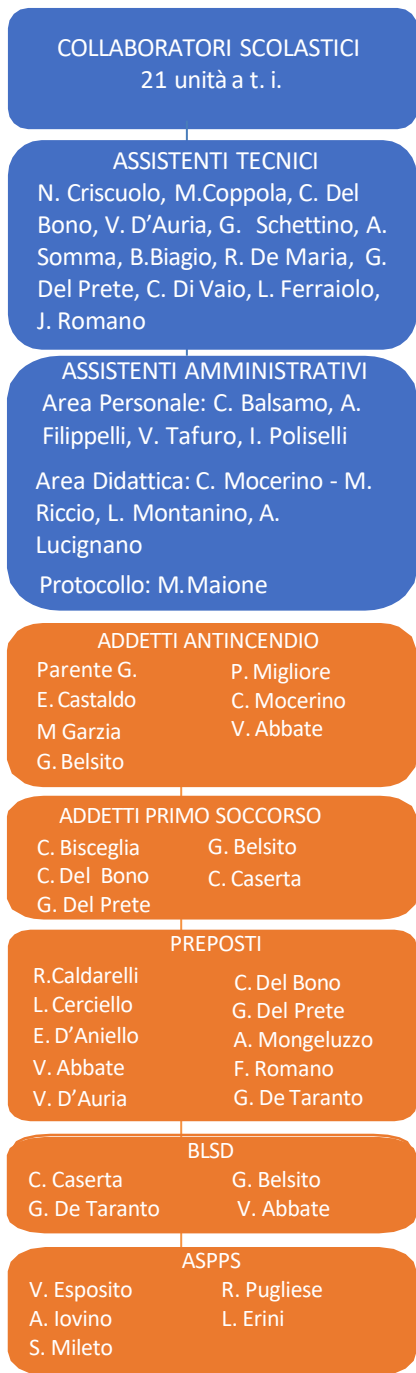 COLLABORATORI SCOLASTICI
21 unità a t. i.
ASSISTENTI TECNICI
N. Criscuolo, M.Coppola, C. Del
Bono, V. D’Auria, G. Schettino, A.
Somma, B.Biagio, R. De Maria, G.
Del Prete, C. Di Vaio, L. Ferraiolo,
J. Romano
ASSISTENTI AMMINISTRATIVI
Area Personale: C. Balsamo, A.
Filippelli, V. Tafuro, I. Poliselli
Area Didattica: C. Mocerino - M.
Riccio, L. Montanino, A.
Lucignano
Protocollo: M.Maione
ADDETTI ANTINCENDIO
Parente G.
E. Castaldo
M Garzia
G. Belsito
P. Migliore
C. Mocerino
V. Abbate
ADDETTI PRIMO SOCCORSO
C. Bisceglia
C. Del Bono
G. Del Prete
G. Belsito
C. Caserta
PREPOSTI
R.Caldarelli
L. Cerciello
E. D’Aniello
V. Abbate
V. D’Auria
C. Del Bono
G. Del Prete
A. Mongeluzzo
F. Romano
G. De Taranto
BLSD
C. Caserta
G. De Taranto
G. Belsito
V. Abbate
ASPPS
V. Esposito
A. Iovino
S. Mileto
R. Pugliese
L. Erini